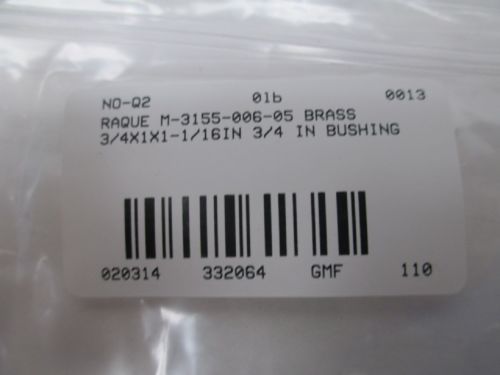 NO-Q2 01b 0013
RAQUE M-3155-006-05 BRASS
3/4X1X1-1/16IN 3/4 IN BUSHING
020314 332064 GMF 110